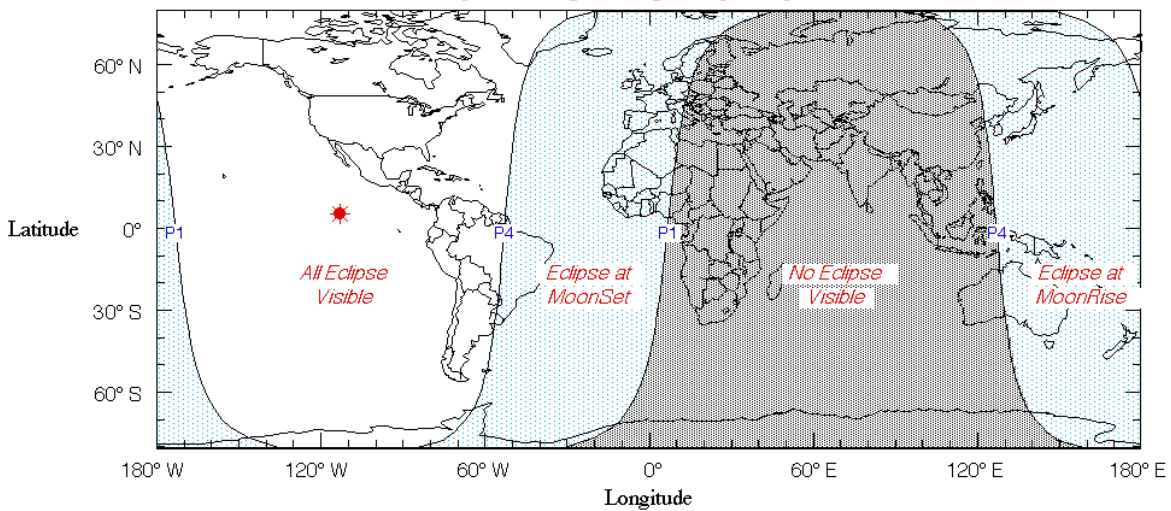 60° N
30° N
Latitude
0°
P1
P4
P1
P4
All Eclipse
Visible
Eclipse at
MoonSet
No Eclipse
Visible
Eclipse at
MoonRise
30° S
60° S
180° W
120° W
60° W
0°
60° E
120° E
180° E
Longitude